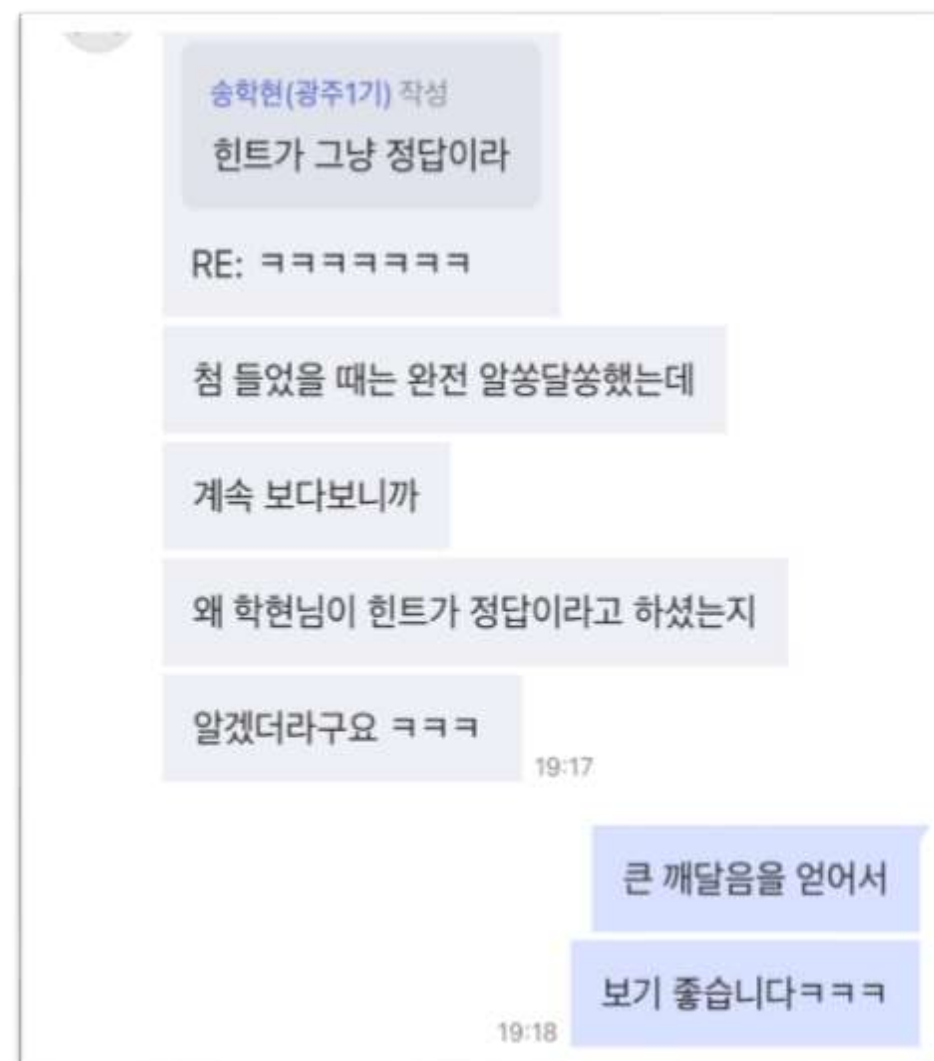 송학현(광주1기) 작성
힌트가 그냥 정답이라
RE: ㅋㅋㅋㅋㅋㅋㅋ
첨 들었을 때는 완전 알쏭달쏭했는데
계속 보다보니까
왜 학현님이 힌트가 정답이라고 하셨는지
알겠더라구요 ㅋㅋㅋ
19:17
큰 깨달음을 얻어서
보기 좋습니다ㅋㅋㅋ
19:18